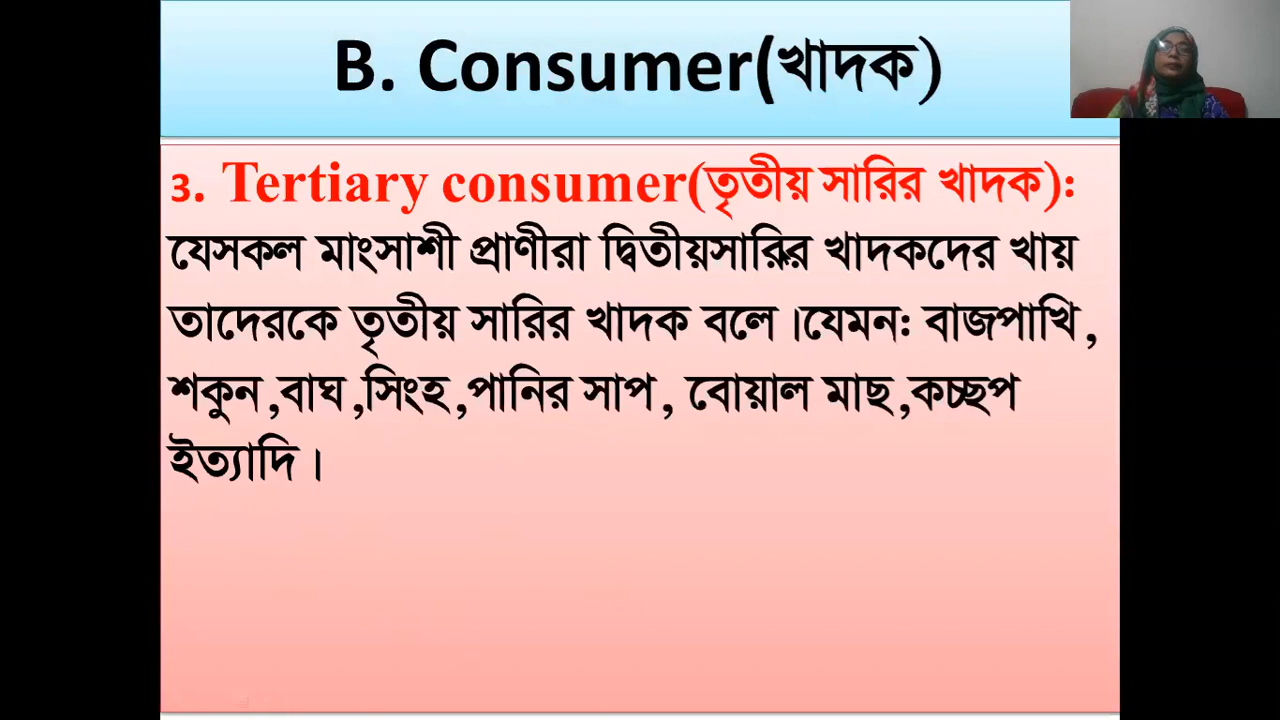 B. Consumer(খাদক)
3. Tertiary consumer(তৃতীয় সারির খাদক)ঃ
যেসকল মাংসাশী প্রাণীরা দ্বিতীয়সারির খাদকদের খায়
তাদেরকে তৃতীয় সারির খাদক বলে।যেমনঃ বাজপাখি,
শকুন,বাঘ,সিংহ,পানির সাপ, বোয়াল মাছ,কচ্ছপ
ইত্যাদি।